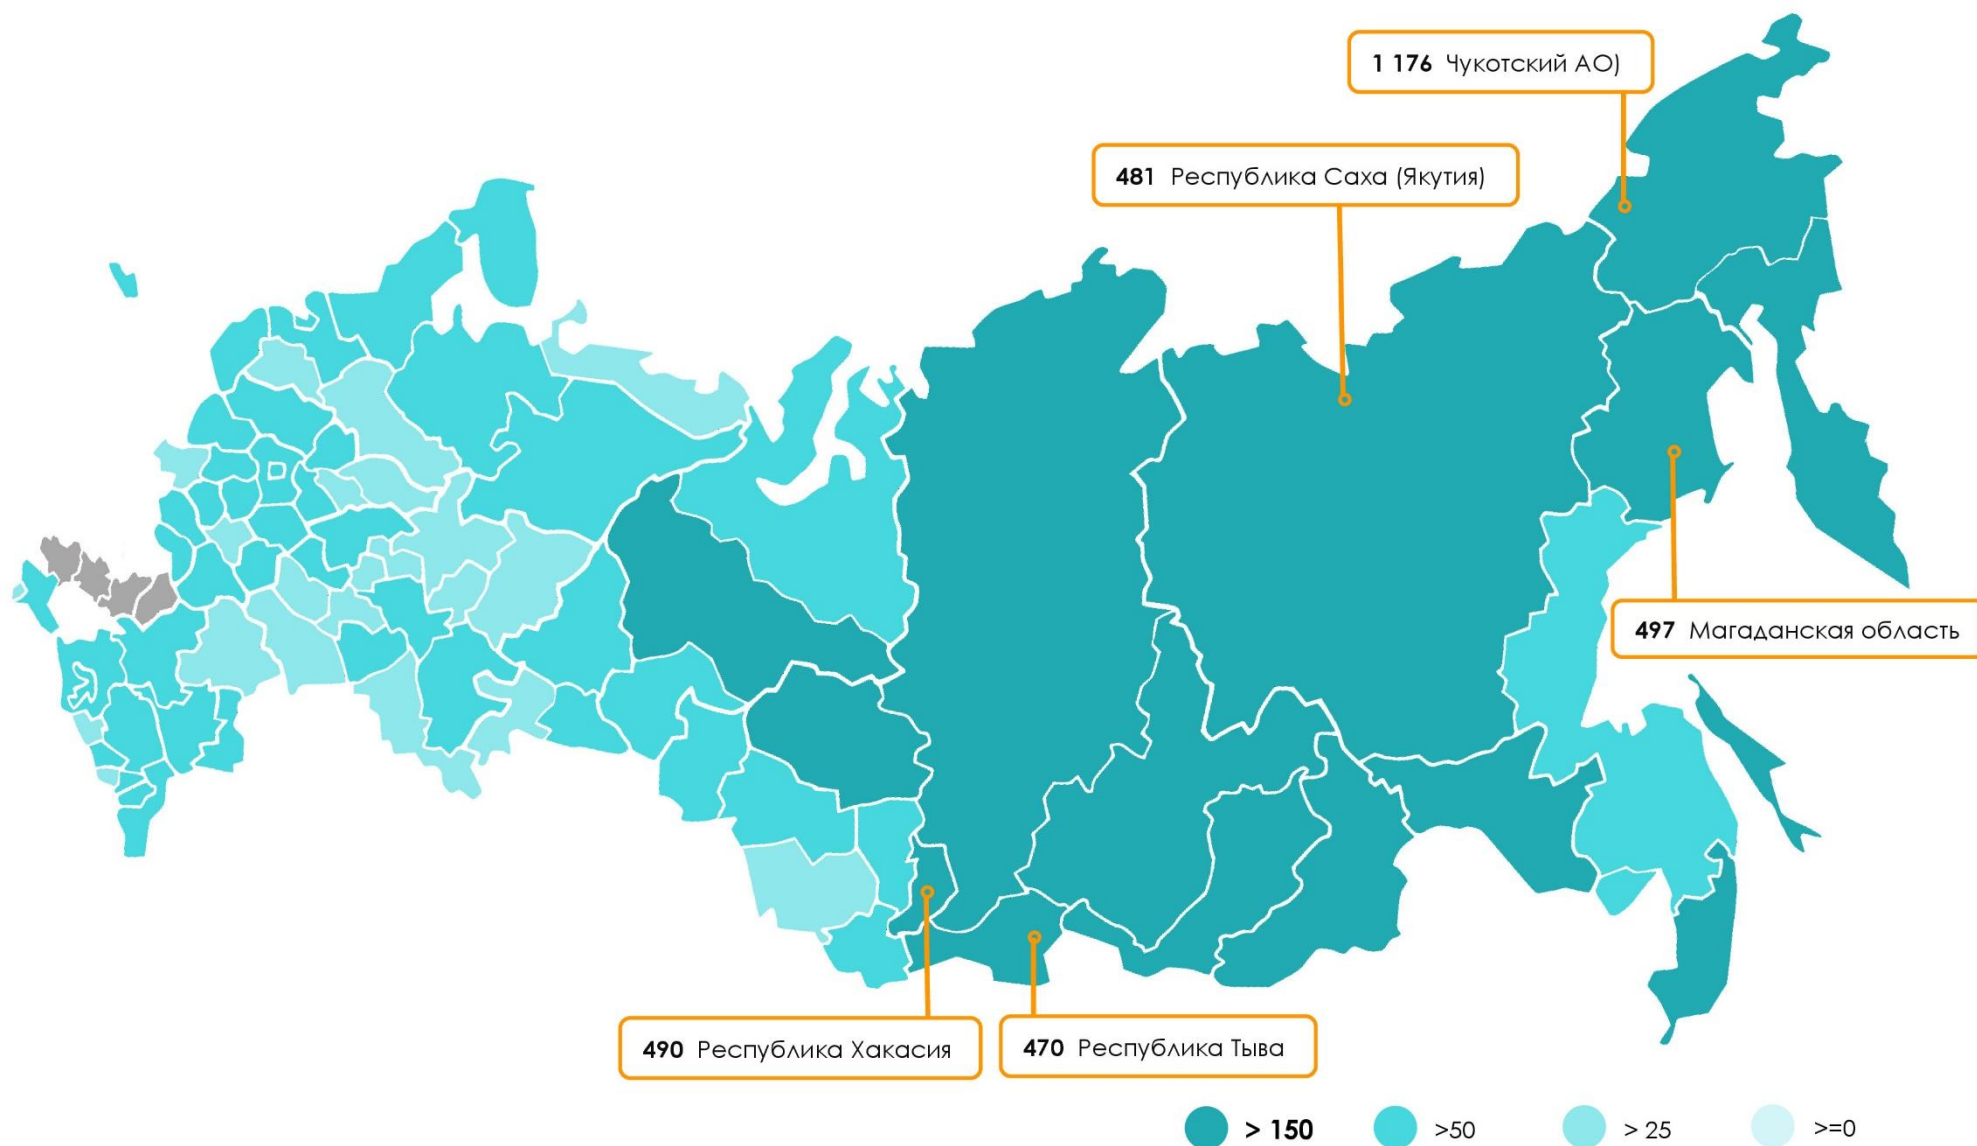 1 176 Чукотский АО)
481 Республика Саха (Якутия)
497 Магаданская область
490 Республика Хакасия
470 Республика Тыва
> 150
>50
> 25
>=0